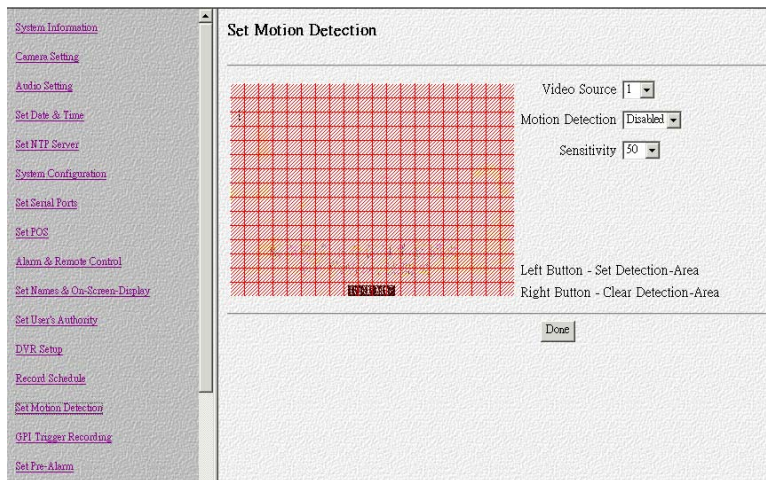 System Information
Camera Setting
Audio Setting
Set Date & Time
Set NTP Server
System Configuration
Set Serial Ports
Set POS
Alarm & Remote Control
Set Names & On-Screen-Display
Set User's Authority
DVR Setup
Record Schedule
Set Motion Detection
GPI Trigger Recording
Set Pre-Alarm
Set Motion Detection
Video Source 1
Motion Detection Disabled
Sensitivity 50
Left Button - Set Detection-Area
Right Button - Clear Detection-Area
Done